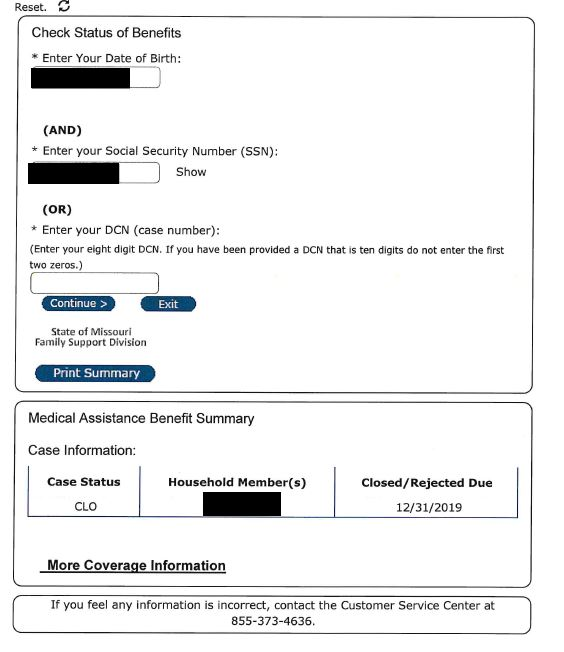 Reset.
Check Status of Benefits
* Enter Your Date of Birth:
(AND)
* Enter your Social Security Number (SSN):
Show
(OR)
* Enter your DCN (case number):
(Enter your eight digit DCN. If you have been provided a DCN that is ten digits do not enter the first
two zeros.)
Continue > Exit
State of Missouri
Family Support Division
Print Summary
Medical Assistance Benefit Summary
Case Information:
Case Status Household Member(s) Closed/Rejected Due
CLO 12/31/2019
More Coverage Information
If you feel any information is incorrect, contact the Customer Service Center at
855-373-4636.